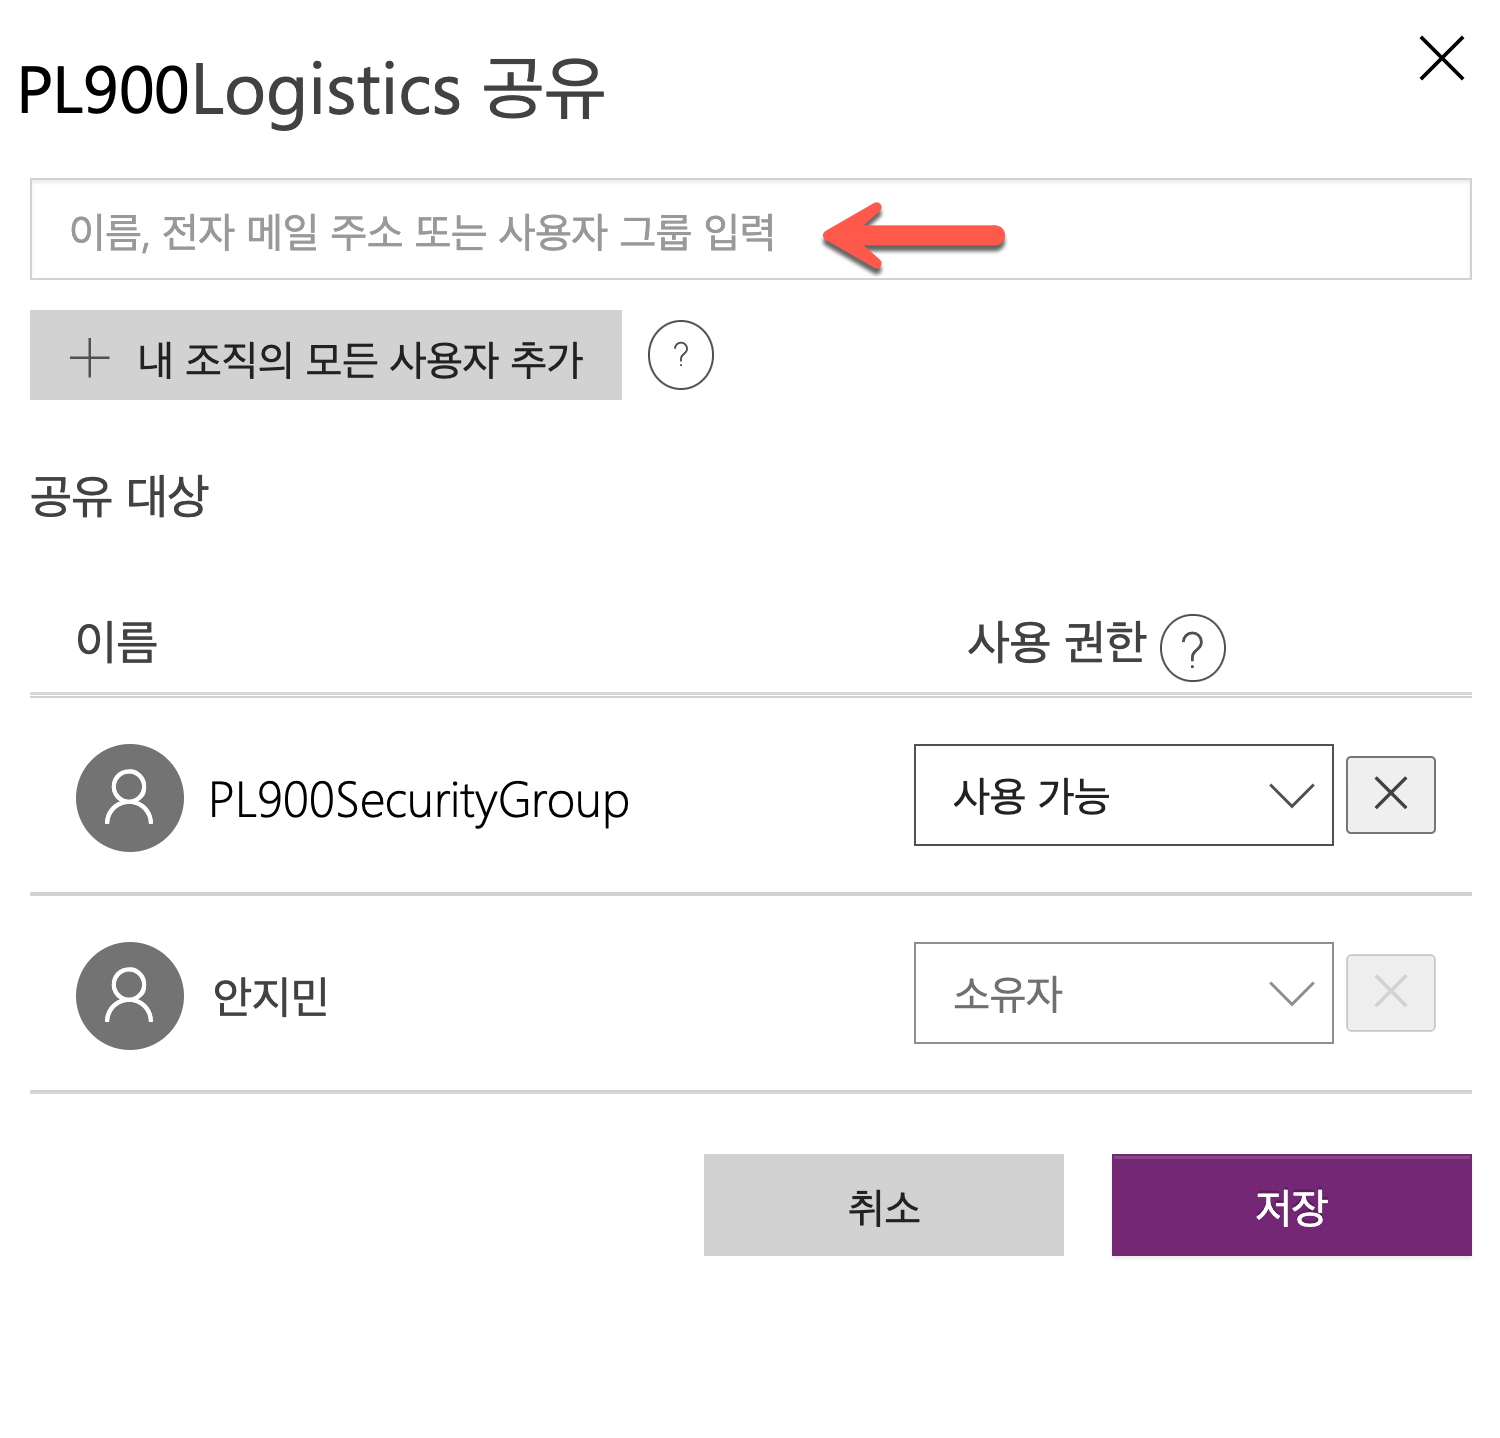 PL900Logistics 공유
이름, 전자 메일 주소 또는 사용자 그룹 입력
내 조직의 모든 사용자 추가 ?
공유 대상
이름 사용 권한 ?
PL900SecurityGroup 사용 가능
안지민 소유자
취소 저장